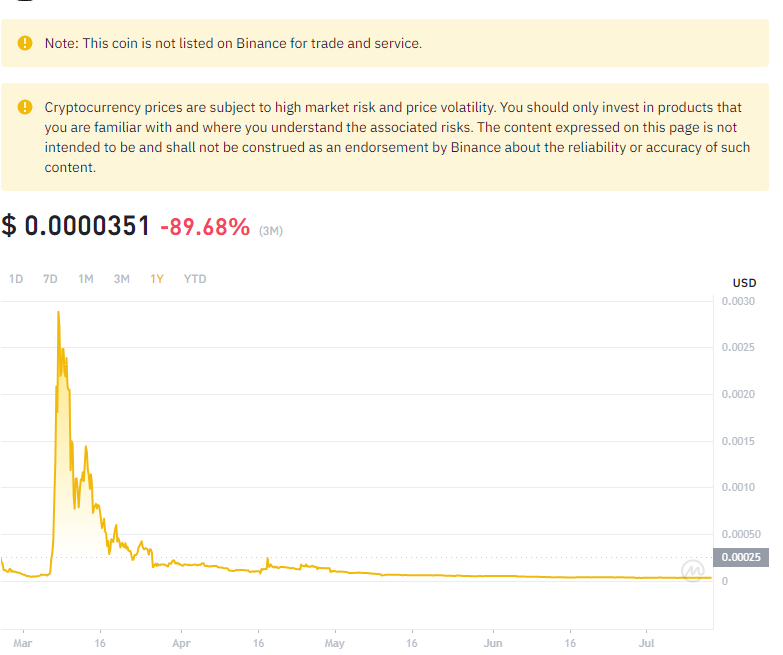 Note: This coin is not listed on Binance for trade and service.
Cryptocurrency prices are subject to high market risk and price volatility. You should only invest in products that
you are familiar with and where you understand the associated risks. The content expressed on this page is not
intended to be and shall not be construed as an endorsement by Binance about the reliability or accuracy of such
content.
$ 0.0000351 -89.68% (3M)
1D 7D 1M 3M 1Y YTD
USD
0.0030
0.0025
0.0020
0.0015
0.0010
0.00050
0.00025
0
Mar 16 Apr 16 May 16 Jun 16 Jul